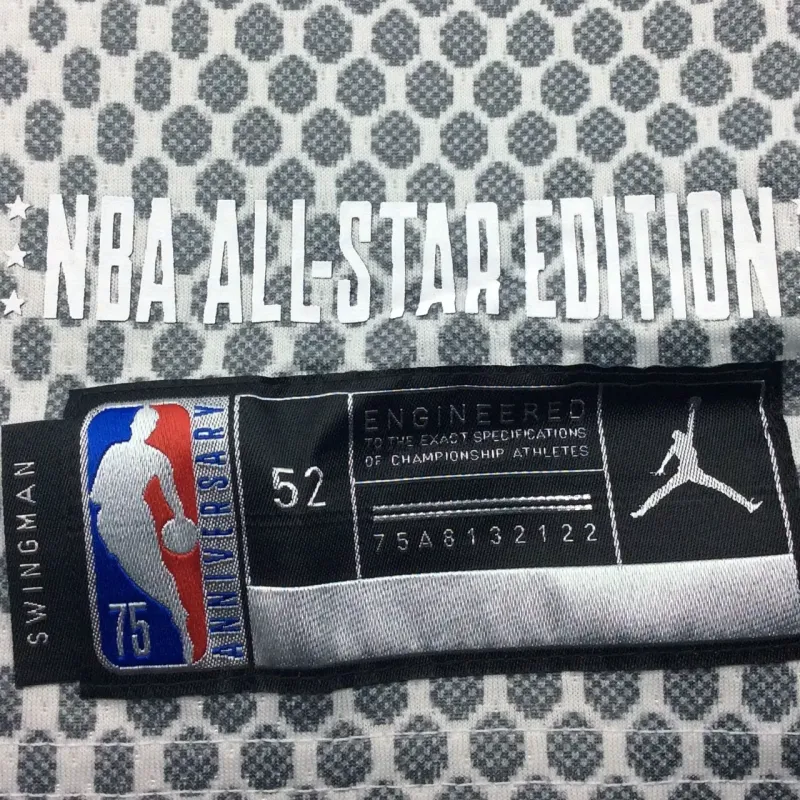 NBA ALL-STAR EDITION
SWINGMAN
75
ANNIVERSARY
52
ENGINEERED
TO THE EXACT SPECIFICATIONS
OF CHAMPIONSHIP ATHLETES
75A8132122